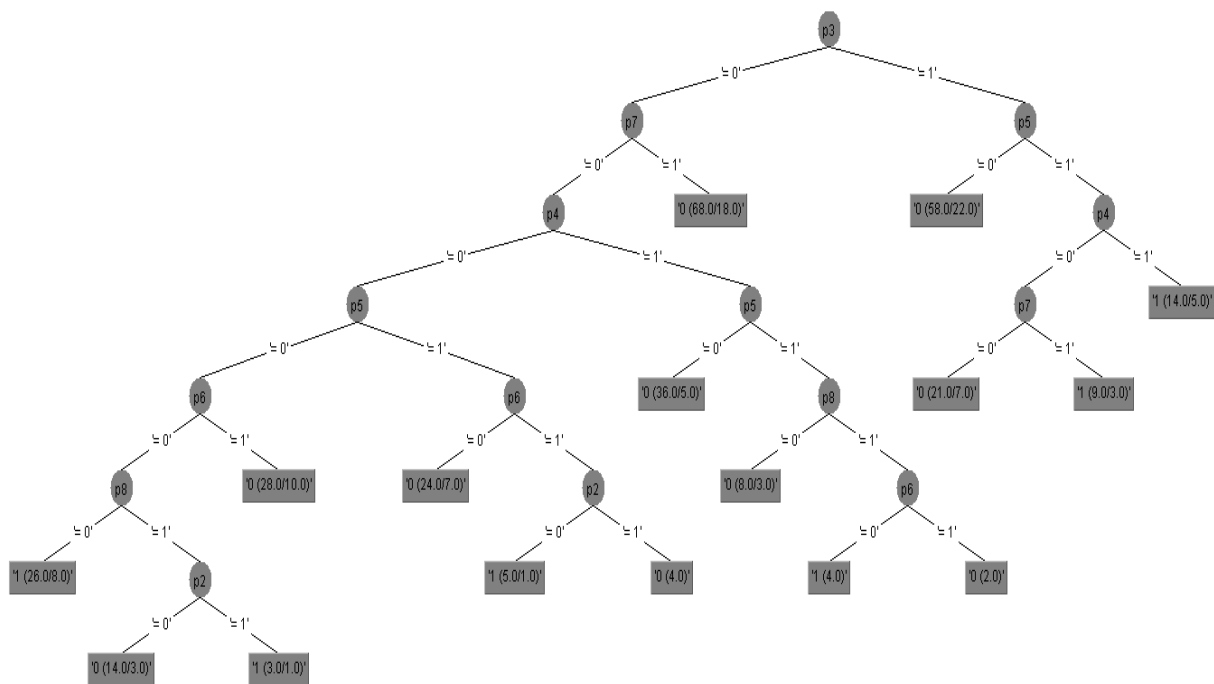 p3
'= 0' '= 1'
p7 p5
'= 0' '= 1' '= 0' '= 1'
p4 '0 (68.0/18.0)' '0 (58.0/22.0)' p4
'= 0' '= 1' '= 0' '= 1'
p5 p5 p7 '1 (14.0/5.0)'
'= 0' '= 1' '= 0' '= 1' '= 0' '= 1'
p6 p6 '0 (36.0/5.0)' p8 '0 (21.0/7.0)' '1 (9.0/3.0)'
'= 0' '= 1' '= 0' '= 1' '= 0' '= 1'
p8 '0 (28.0/10.0)' '0 (24.0/7.0)' p2 '0 (8.0/3.0)' p6
'= 0' '= 1' '= 0' '= 1' '= 0' '= 1'
'1 (26.0/8.0)' p2 '1 (5.0/1.0)' '0 (4.0)' '1 (4.0)' '0 (2.0)'
'= 0' '= 1'
'0 (14.0/3.0)' '1 (3.0/1.0)'